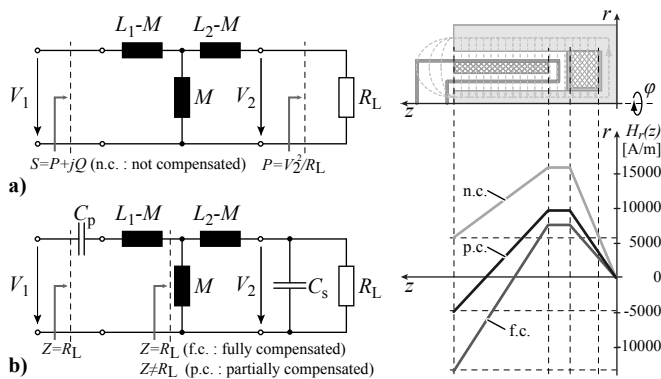 L1-M L2-M
V1 M V2 RL
S=P+jQ (n.c. : not compensated) P=V2²/RL
a)
Cp L1-M L2-M
V1 M V2 Cs RL
Z=RL Z=RL (f.c. : fully compensated)
b) Z≠RL (p.c. : partially compensated)
r
z φ
r Hr(z)
[A/m]
15000
n.c.
10000
p.c.
5000
z 0
-5000
f.c.
10000